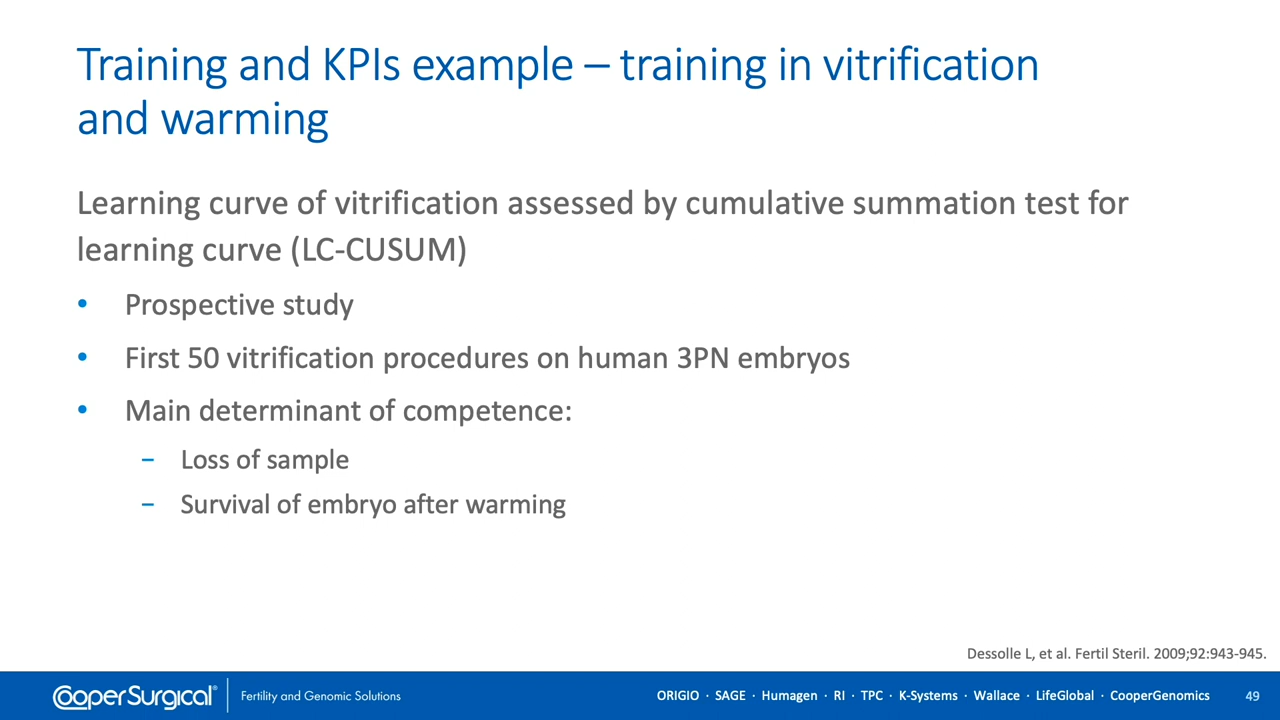 Training and KPIs example – training in vitrification
and warming
Learning curve of vitrification assessed by cumulative summation test for
learning curve (LC-CUSUM)
• Prospective study
• First 50 vitrification procedures on human 3PN embryos
• Main determinant of competence:
– Loss of sample
– Survival of embryo after warming
Dessolle L, et al. Fertil Steril. 2009;92:943-945.
CooperSurgical® Fertility and Genomic Solutions ORIGIO · SAGE · Humagen · RI · TPC · K-Systems · Wallace · LifeGlobal · CooperGenomics 49